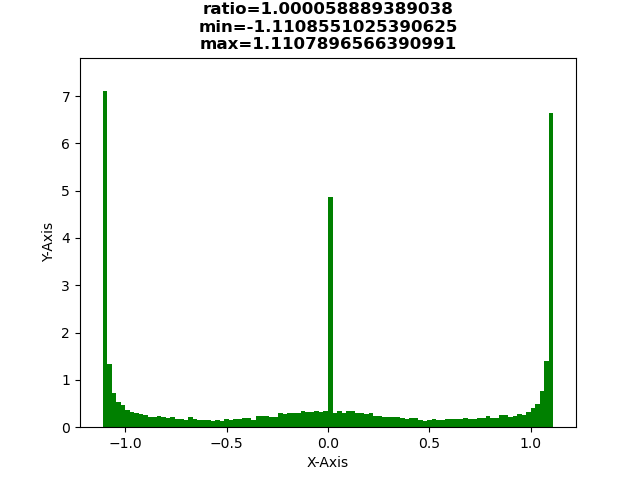 ratio=1.000058889389038
min=-1.1108551025390625
max=1.1107896566390991
7
6
5
4
3
2
1
0
Y-Axis
−1.0 −0.5 0.0 0.5 1.0
X-Axis